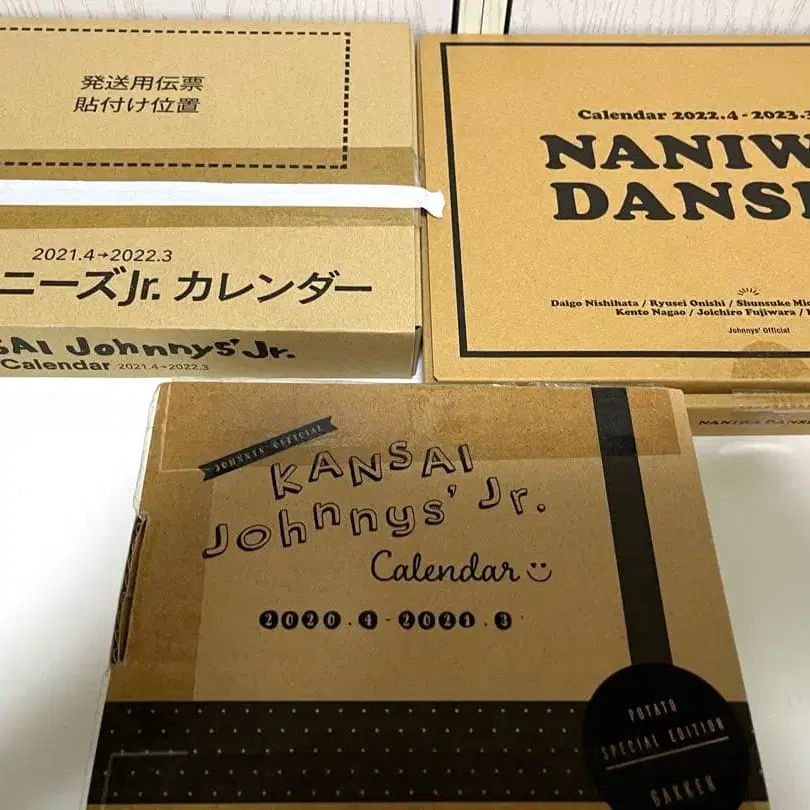 発送用伝票
貼付け位置
2021.4→2022.3
ニーズJr. カレンダー
SAI Johnnys' Jr.
Calendar 2021.4→2022.3
Calendar 2022.4-2023.3
NANIW
DANS
Daigo Nishihata / Ryusei Onishi / Shunsuke Mic
Kento Nagao / Joichiro Fujiwara /
Johnnys' Official
NANIWA DANS
JOHNNYS' OFFICIAL
KANSAI
Johnnys' Jr.
Calendar
2020.4-2021.3
POTATO
SPECIAL EDITION
GAKKEN